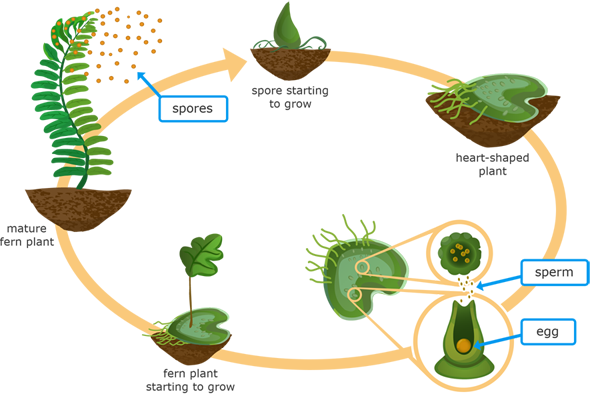 spores
spore starting
to grow
heart-shaped
plant
mature
fern plant
sperm
egg
fern plant
starting to grow